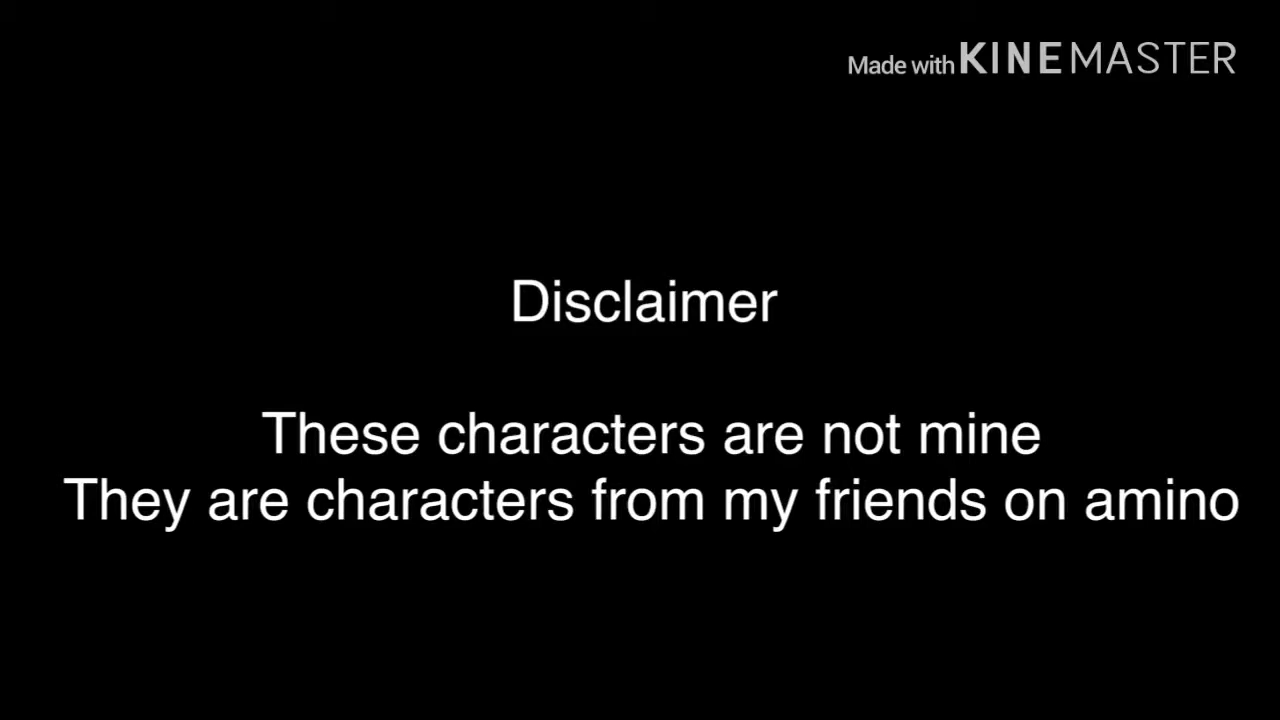 Made with KINEMASTER
Disclaimer
These characters are not mine
They are characters from my friends on amino